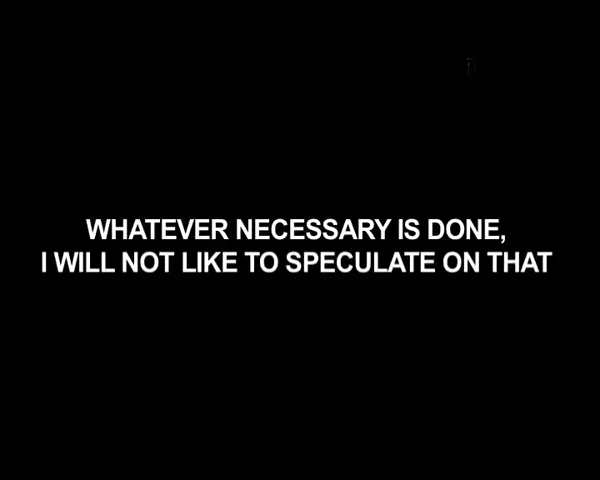 WHATEVER NECESSARY IS DONE,
I WILL NOT LIKE TO SPECULATE ON THAT